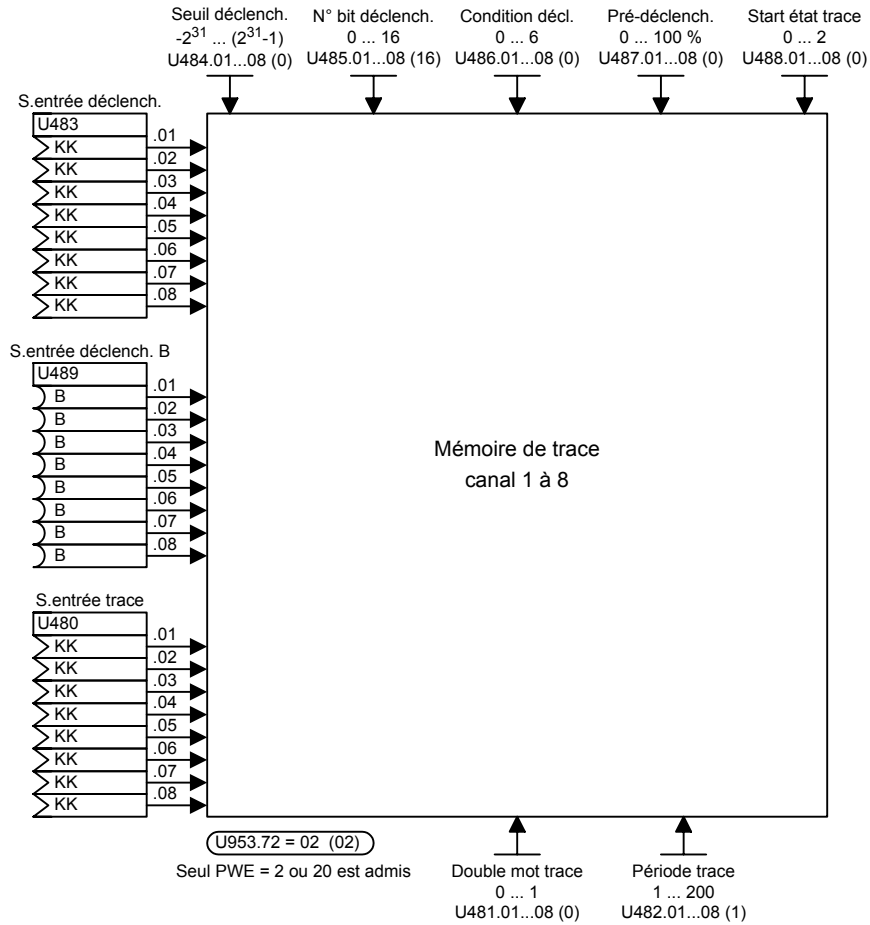 Seuil déclench.
-2³¹ ... (2³¹-1)
U484.01...08 (0)
N° bit déclench.
0 ... 16
U485.01...08 (16)
Condition décl.
0 ... 6
U486.01...08 (0)
Pré-déclench.
0 ... 100 %
U487.01...08 (0)
Start état trace
0 ... 2
U488.01...08 (0)
S.entrée déclench.
U483
KK .01
KK .02
KK .03
KK .04
KK .05
KK .06
KK .07
KK .08
S.entrée déclench. B
U489
B .01
B .02
B .03
B .04
B .05
B .06
B .07
B .08
Mémoire de trace
canal 1 à 8
S.entrée trace
U480
KK .01
KK .02
KK .03
KK .04
KK .05
KK .06
KK .07
KK .08
U953.72 = 02 (02)
Seul PWE = 2 ou 20 est admis
Double mot trace
0 ... 1
U481.01...08 (0)
Période trace
1 ... 200
U482.01...08 (1)